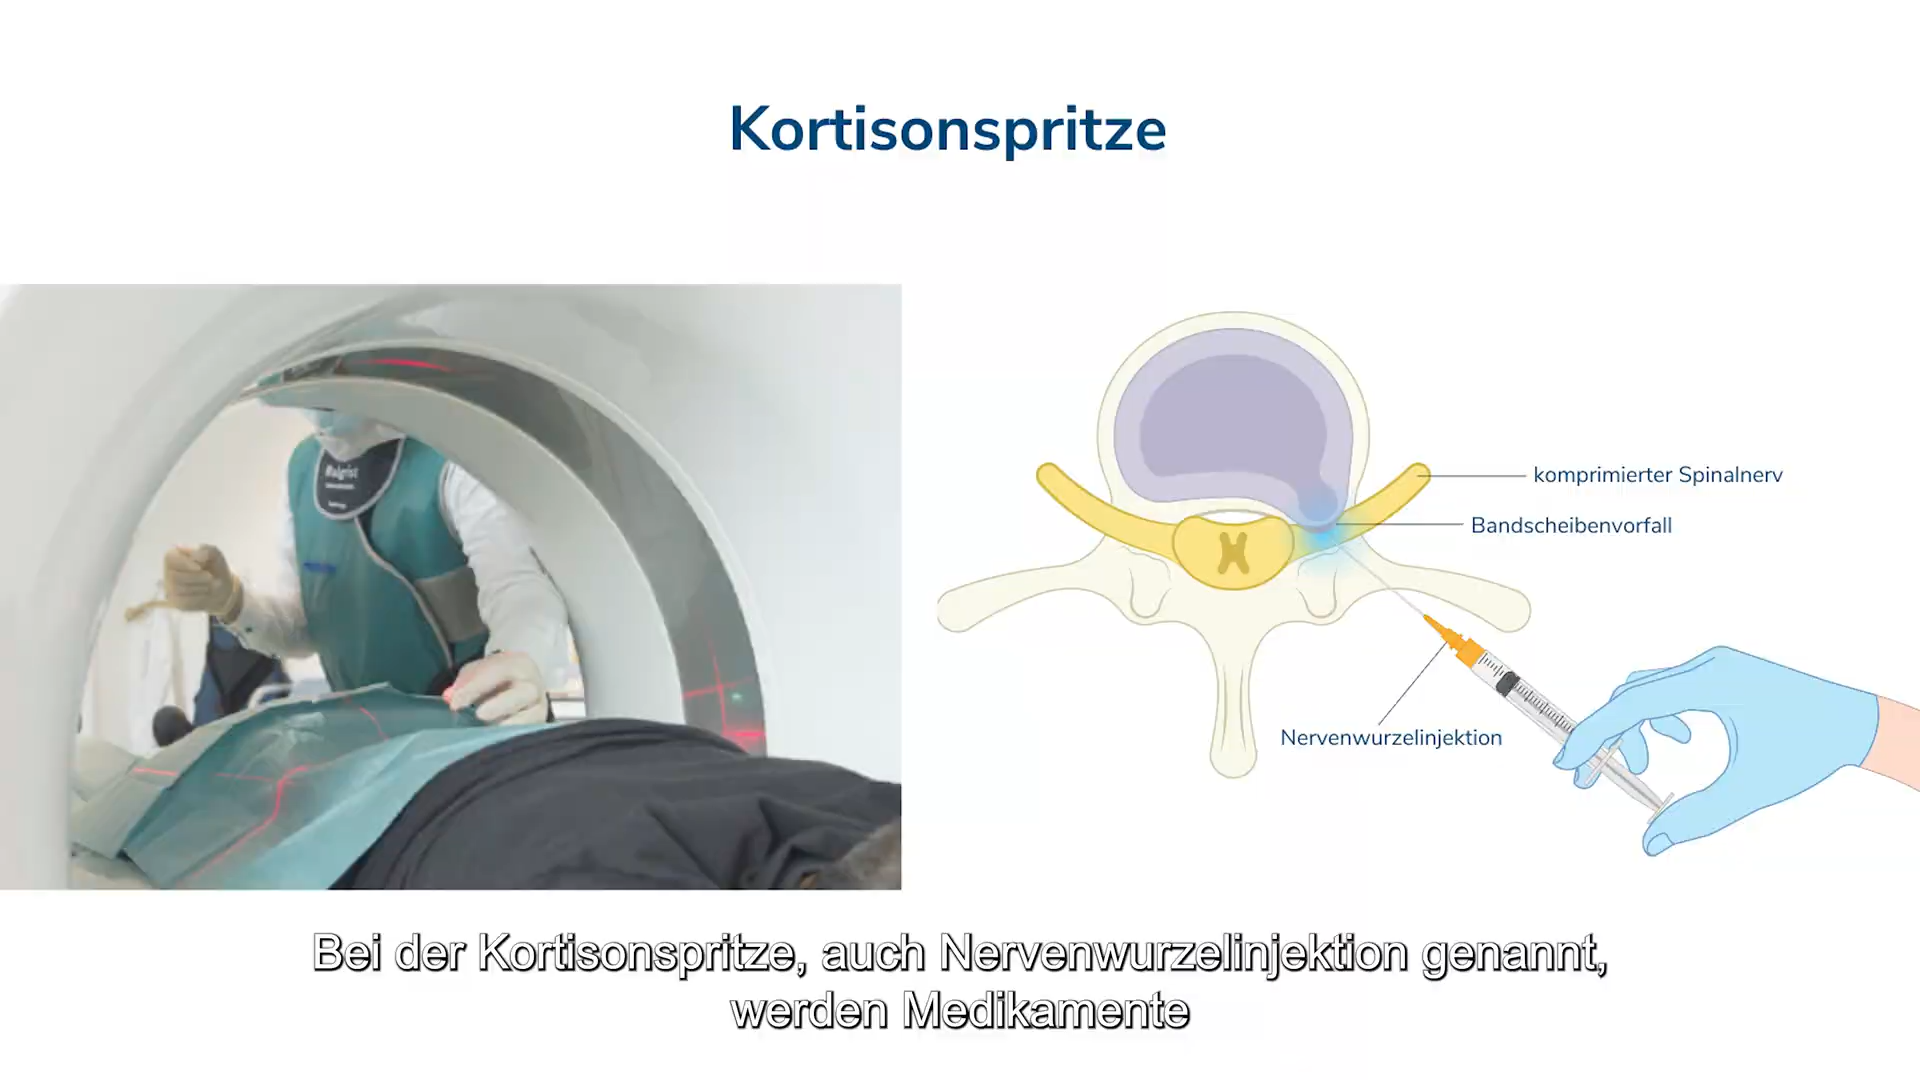 Kortisonspritze
komprimierter Spinalnerv
Bandscheibenvorfall
Nervenwurzelinjektion
Bei der Kortisonspritze, auch Nervenwurzelinjektion genannt,
werden Medikamente